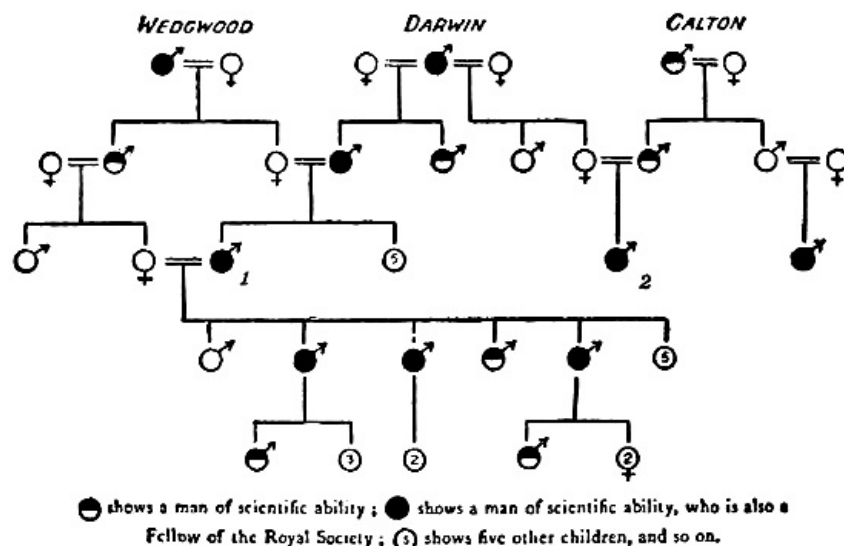 WEDGWOOD DARWIN CALTON
5
1 2
5
3 2 2
shows a man of scientific ability; shows a man of scientific ability, who is also a
Fellow of the Royal Society; 5 shows five other children, and so on.